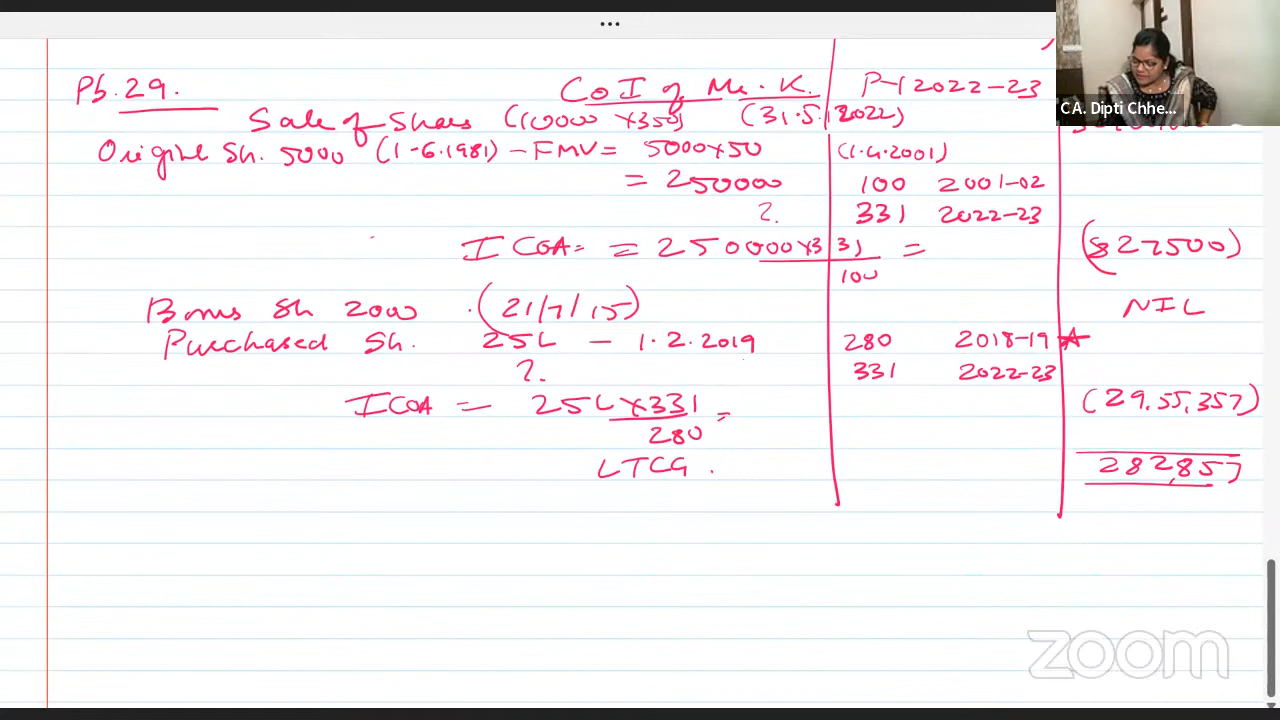 Pb. 29. CoI of Mr. K. P-Y 2022-23
Sale of Shares (10000 x 350) (31.5.2022)
Original Sh. 5000 (1-6.1981) - FMV = 5000x50 (1.4.2001)
= 250000 100 2001-02
?. 331 2022-23
ICOA = = 250000x331 = (827500)
100
Bonus Sh 2000 (21/7/15) NIL
Purchased Sh. 25L - 1.2.2019 280 2018-19
?. 331 2022-23
ICOA = 25L x 331 = (29,55,357)
280
LTCG. 282,857
CA. Dipti Chhe...
zoom